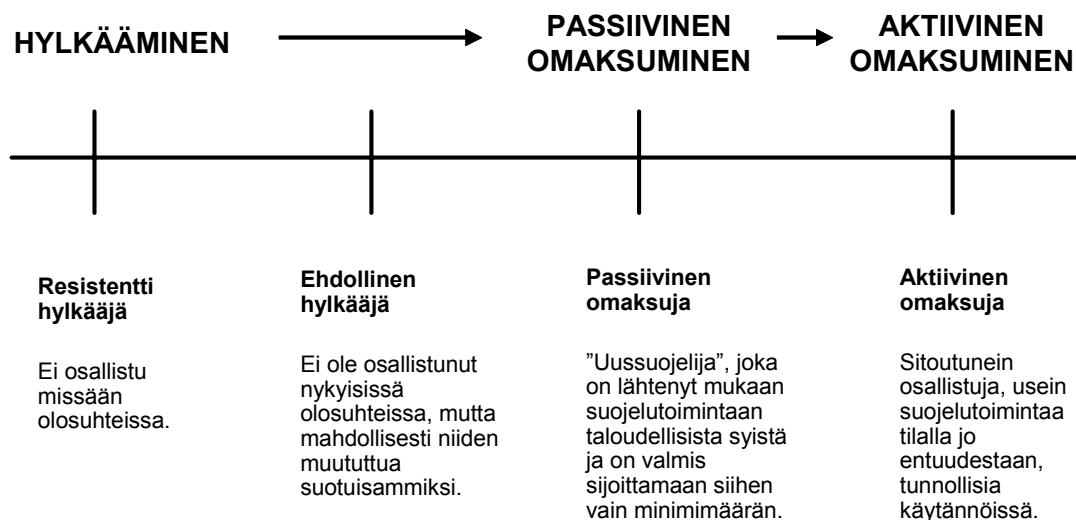 HYLKÄÄMINEN
PASSIIVINEN
OMAKSUMINEN
AKTIIVINEN
OMAKSUMINEN
Resistentti
hylkääjä
Ei osallistu
missään
olosuhteissa.
Ehdollinen
hylkääjä
Ei ole osallistunut
nykyisissä
olosuhteissa, mutta
mahdollisesti niiden
muututtua
suotuisammiksi.
Passiivinen
omaksuja
”Uussuojelija”, joka
on lähtenyt mukaan
suojelutoimintaan
taloudellisista syistä
ja on valmis
sijoittamaan siihen
vain minimimäärän.
Aktiivinen
omaksuja
Sitoutunein
osallistuja, usein
suojelutoimintaa
tilalla jo
entuudestaan,
tunnollisia
käytännöissä.